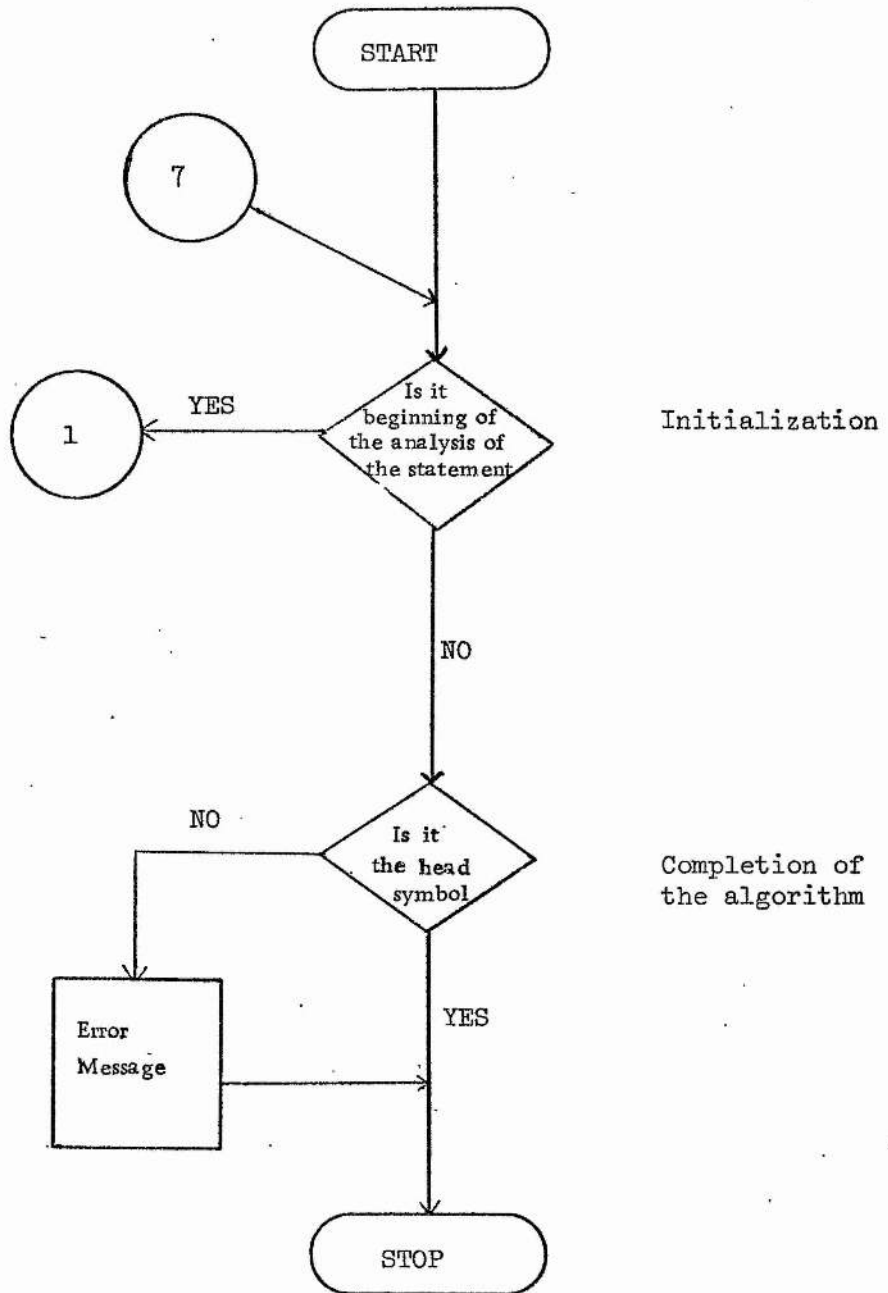 START
7
Is it
beginning of
the analysis of
the statement
YES
1
Initialization
NO
Is it
the head
symbol
NO
Completion of
the algorithm
Error
Message
YES
STOP